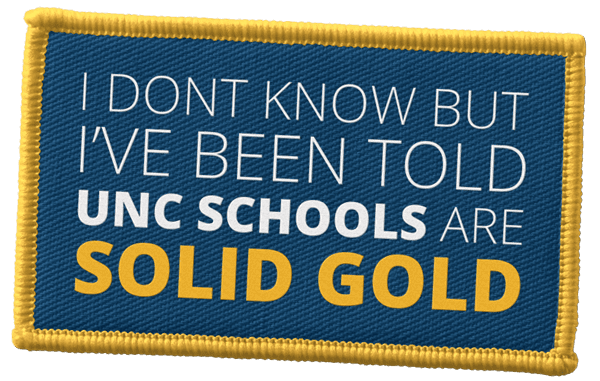 I DONT KNOW BUT
I'VE BEEN TOLD
UNC SCHOOLS ARE
SOLID GOLD